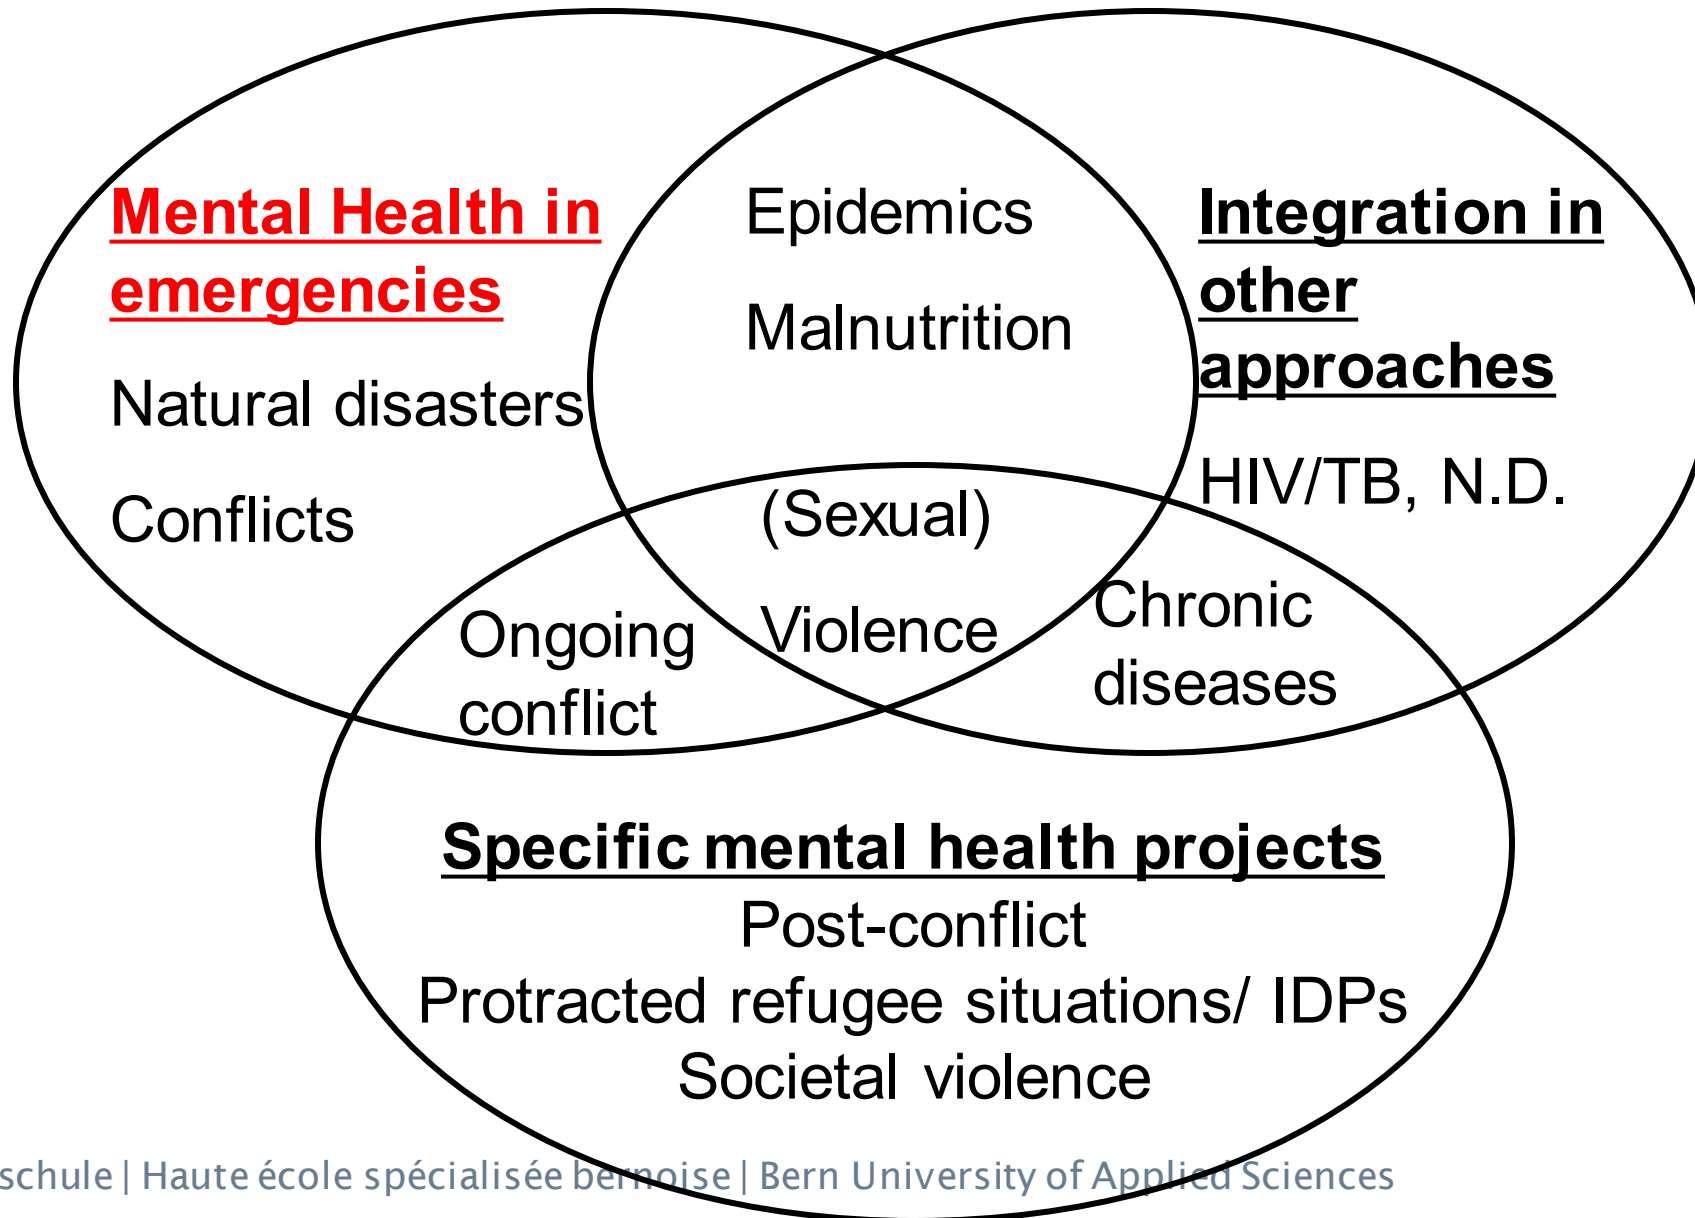 Mental Health in
emergencies
Natural disasters
Conflicts
Epidemics
Malnutrition
Integration in
other
approaches
HIV/TB, N.D.
(Sexual)
Violence
Ongoing
conflict
Chronic
diseases
Specific mental health projects
Post-conflict
Protracted refugee situations/ IDPs
Societal violence
schule | Haute école spécialisée bernoise | Bern University of Applied Sciences